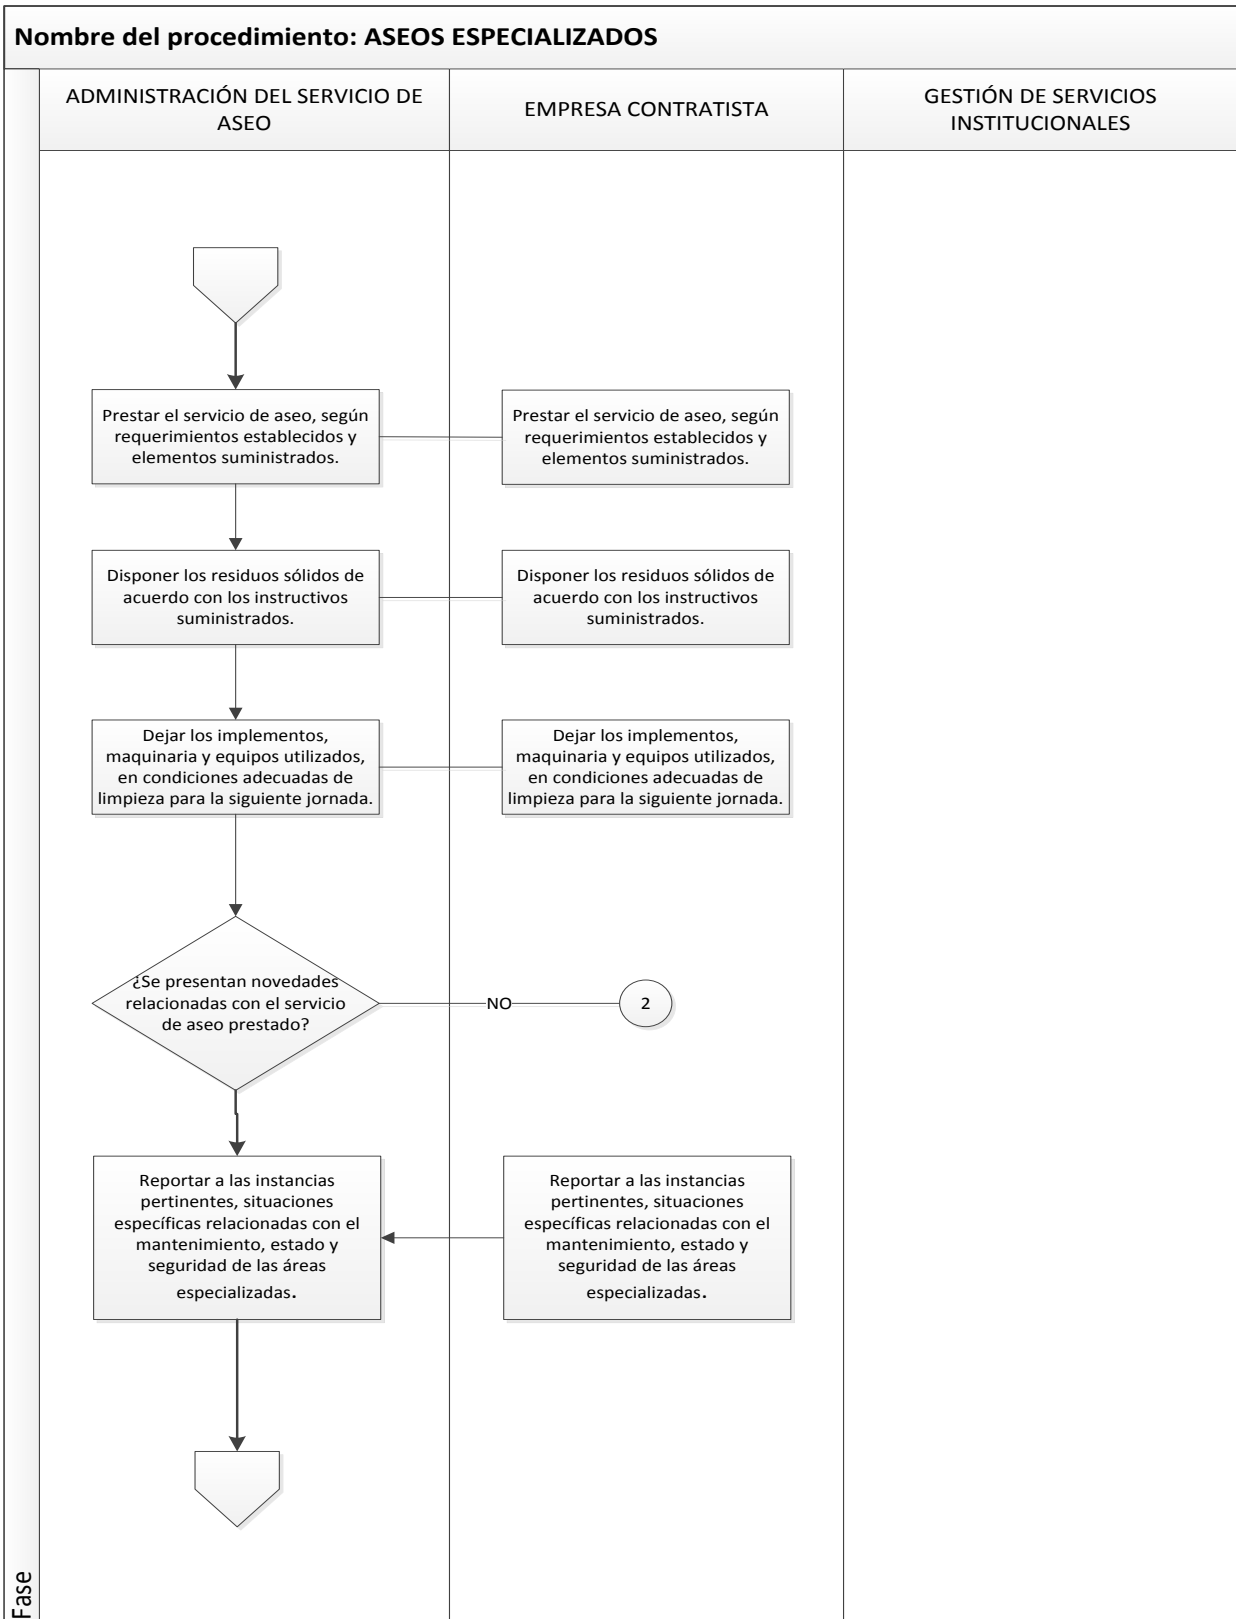 Nombre del procedimiento: ASEOS ESPECIALIZADOS
ADMINISTRACIÓN DEL SERVICIO DE
ASEO
EMPRESA CONTRATISTA
GESTIÓN DE SERVICIOS
INSTITUCIONALES
Prestar el servicio de aseo, según
requerimientos establecidos y
elementos suministrados.
Prestar el servicio de aseo, según
requerimientos establecidos y
elementos suministrados.
Disponer los residuos sólidos de
acuerdo con los instructivos
suministrados.
Disponer los residuos sólidos de
acuerdo con los instructivos
suministrados.
Dejar los implementos,
maquinaria y equipos utilizados,
en condiciones adecuadas de
limpieza para la siguiente jornada.
Dejar los implementos,
maquinaria y equipos utilizados,
en condiciones adecuadas de
limpieza para la siguiente jornada.
¿Se presentan novedades
relacionadas con el servicio
de aseo prestado?
NO
2
Reportar a las instancias
pertinentes, situaciones
específicas relacionadas con el
mantenimiento, estado y
seguridad de las áreas
especializadas.
Reportar a las instancias
pertinentes, situaciones
específicas relacionadas con el
mantenimiento, estado y
seguridad de las áreas
especializadas.
Fase